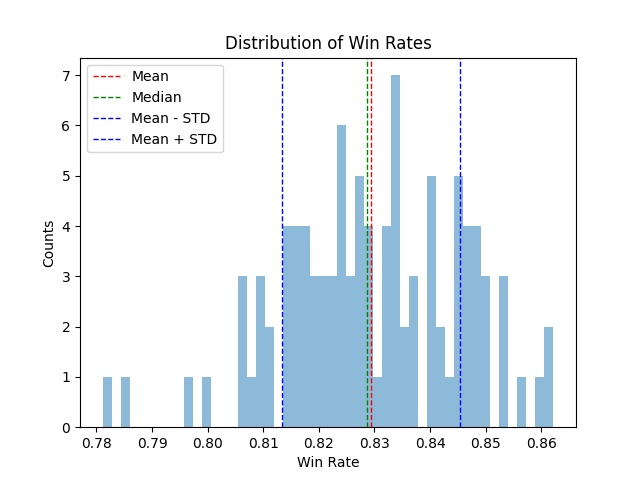 Distribution of Win Rates
Mean
Median
Mean - STD
Mean + STD
7
6
5
4
3
2
1
0
Counts
0.78 0.79 0.80 0.81 0.82 0.83 0.84 0.85 0.86
Win Rate